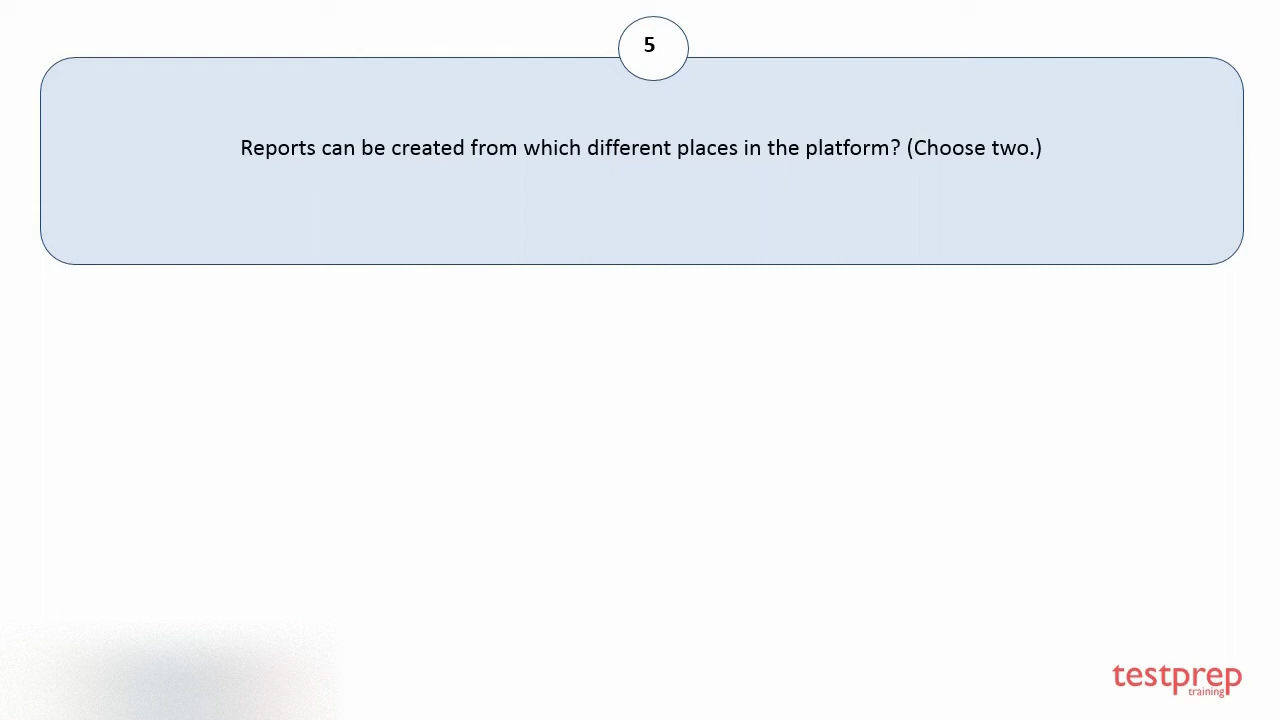 5
Reports can be created from which different places in the platform? (Choose two.)
testprep
training